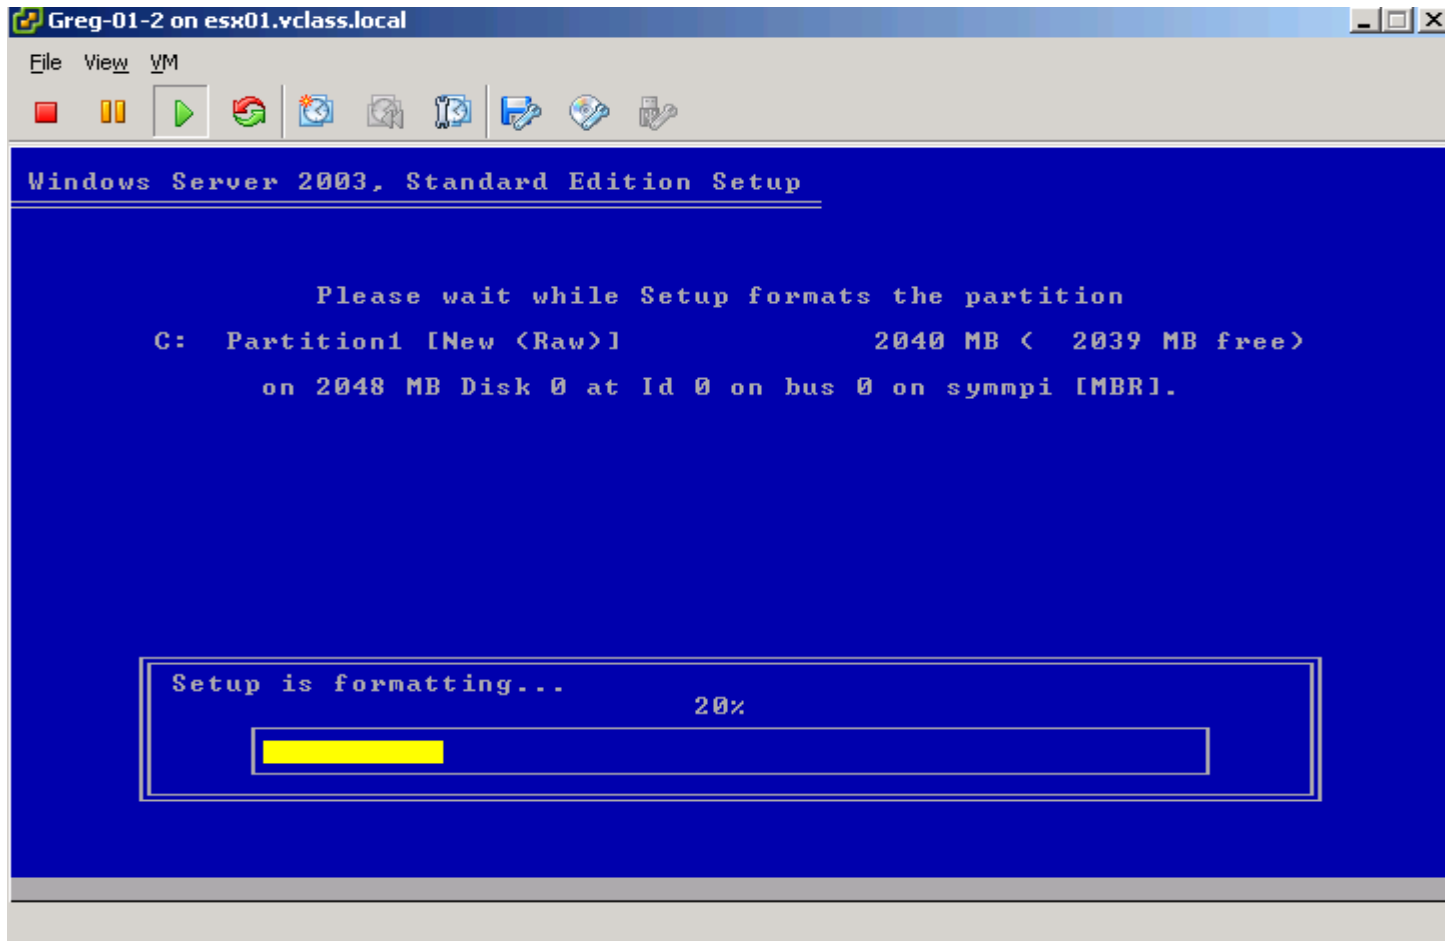 Greg-01-2 on esx01.vclass.local
File View VM
Windows Server 2003, Standard Edition Setup
Please wait while Setup formats the partition
C: Partition1 [New (Raw)] 2040 MB ( 2039 MB free)
on 2048 MB Disk 0 at Id 0 on bus 0 on symmpi [MBR].
Setup is formatting...
20%